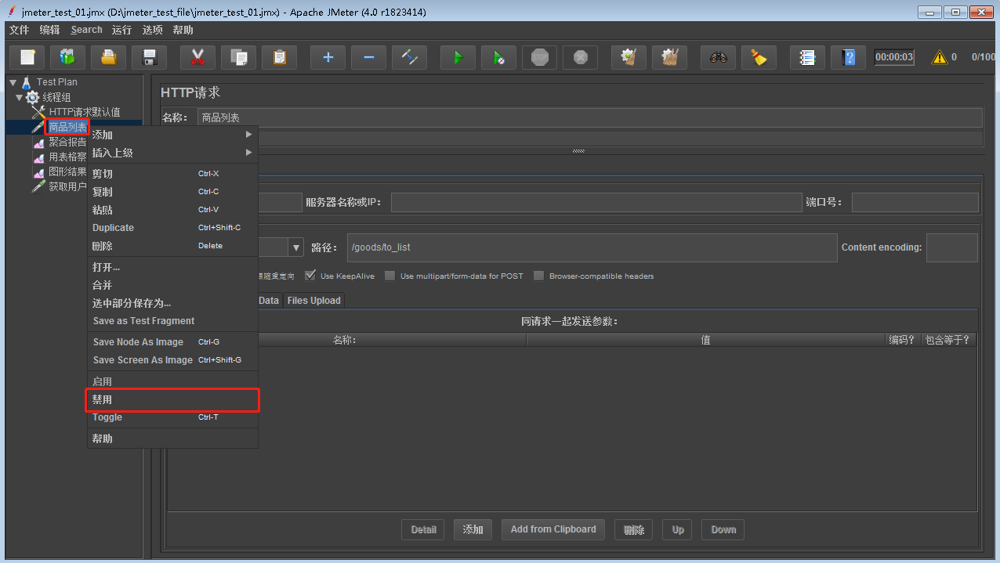 jmeter_test_01.jmx (D:\jmeter_test_file\jmeter_test_01.jmx) - Apache JMeter (4.0 r1823414)
文件 编辑 Search 运行 选项 帮助
STOP 00:00:03 0 0/100
Test Plan
线程组
HTTP请求默认值
商品列表
聚合报告
用表格察
图形结果
获取用户
添加
插入上级
剪切 Ctrl-X
复制 Ctrl-C
粘贴 Ctrl-V
Duplicate Ctrl+Shift-C
删除 Delete
打开...
合并
选中部分保存为...
Save as Test Fragment
Save Node As Image Ctrl-G
Save Screen As Image Ctrl+Shift-G
启用
禁用
Toggle Ctrl-T
帮助
HTTP请求
名称： 商品列表
服务器名称或IP： 端口号：
路径： /goods/to_list Content encoding:
跟随重定向 Use KeepAlive Use multipart/form-data for POST Browser-compatible headers
Data Files Upload
同请求一起发送参数：
名称: 值 编码? 包含等于?
Detail 添加 Add from Clipboard 删除 Up Down